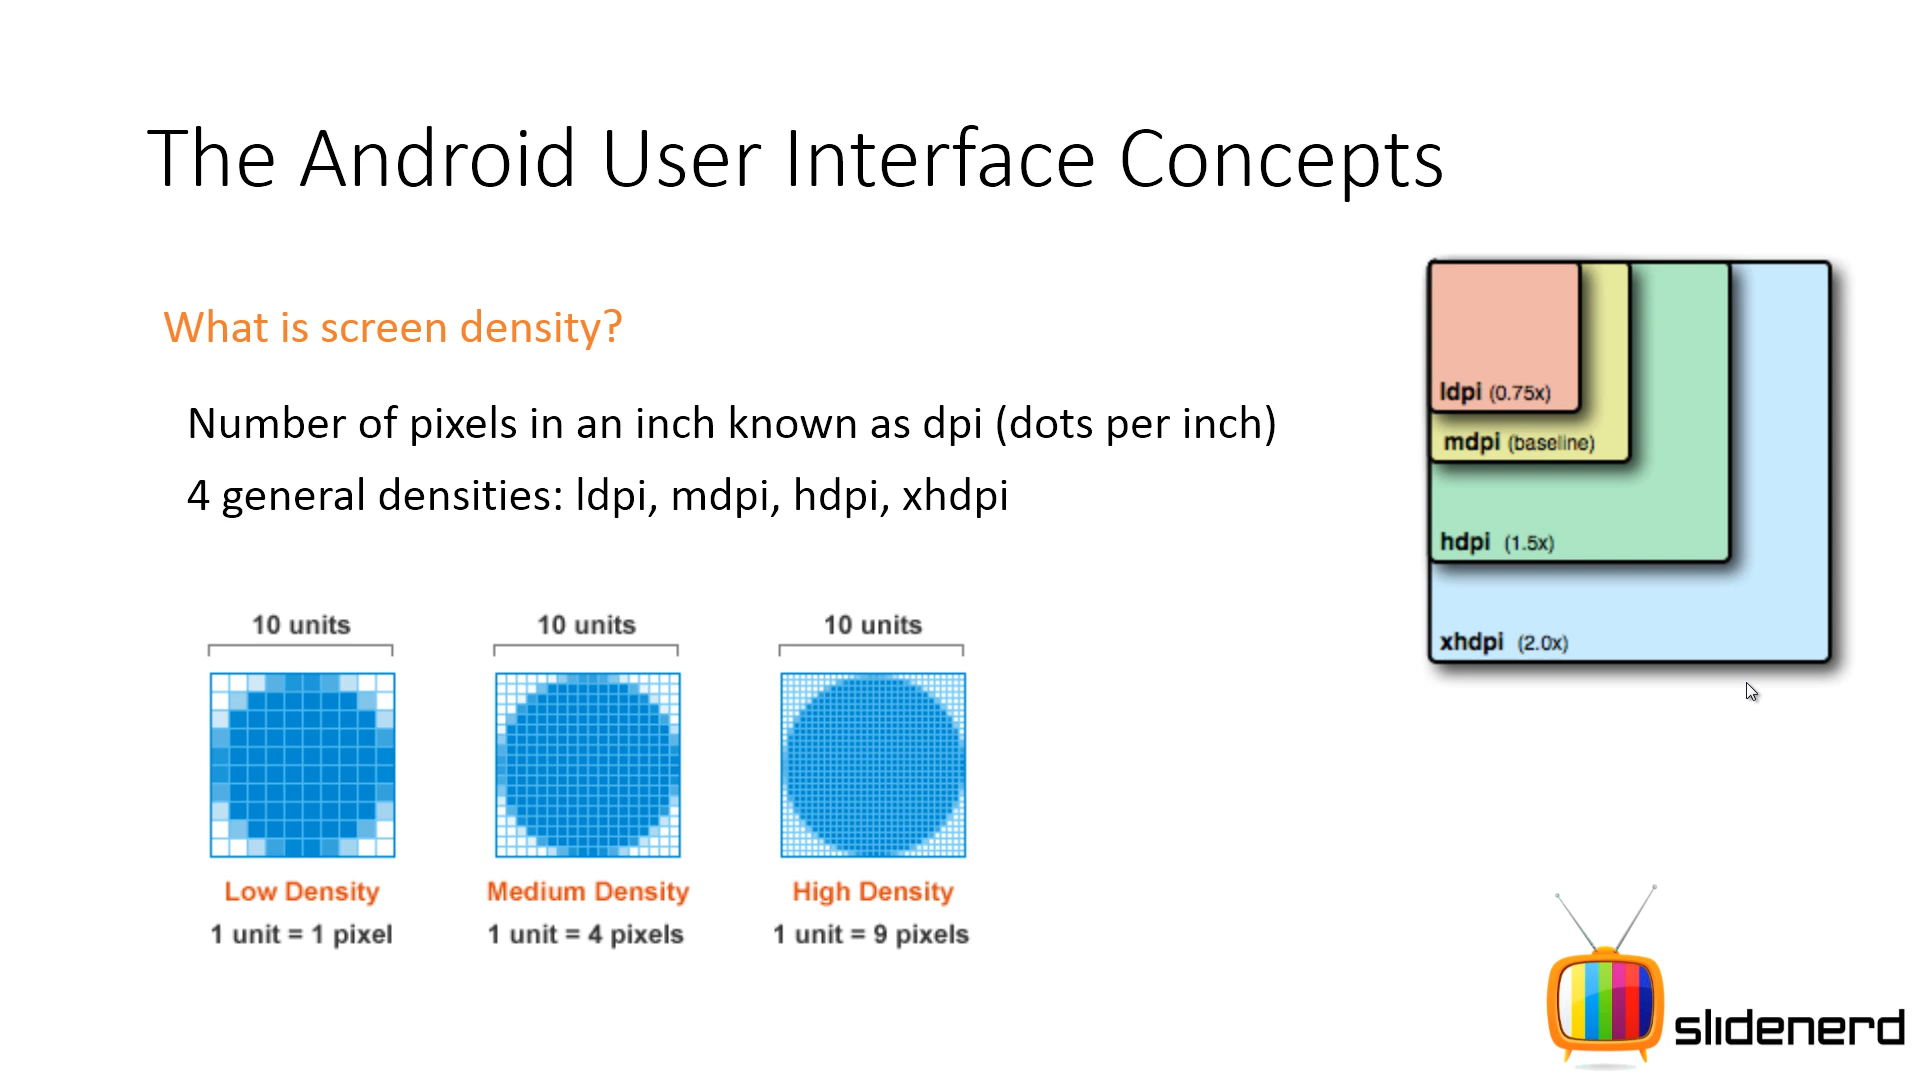 The Android User Interface Concepts
What is screen density?
Number of pixels in an inch known as dpi (dots per inch)
4 general densities: ldpi, mdpi, hdpi, xhdpi
ldpi (0.75x)
mdpi (baseline)
hdpi (1.5x)
xhdpi (2.0x)
10 units
10 units
10 units
Low Density
Medium Density
High Density
1 unit = 1 pixel
1 unit = 4 pixels
1 unit = 9 pixels
slidenerd